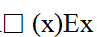 □ (x)Ex